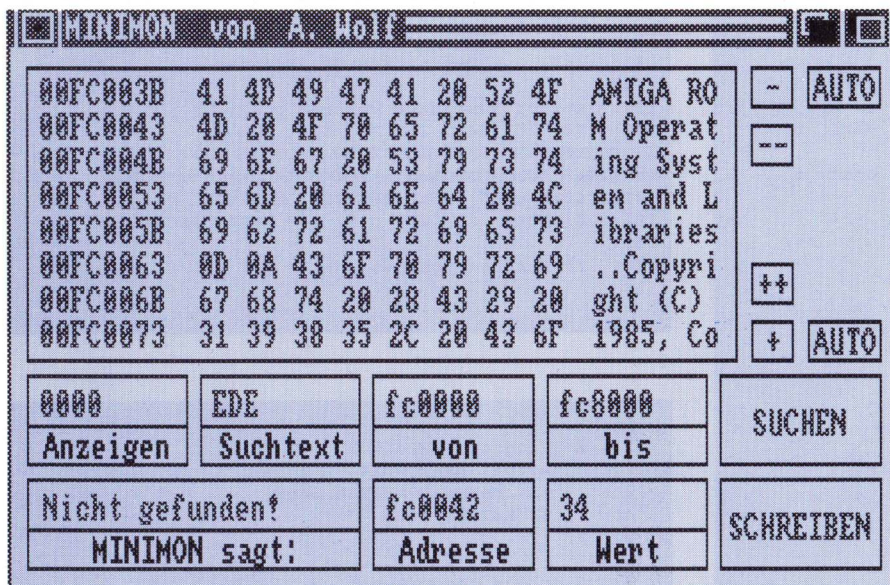 MINIMON von A. Wolf
00FC003B 41 4D 49 47 41 20 52 4F AMIGA RO
00FC0043 4D 20 4F 70 65 72 61 74 M Operat
00FC004B 69 6E 67 20 53 79 73 74 ing Syst
00FC0053 65 6D 20 61 6E 64 20 4C em and L
00FC005B 69 62 72 61 72 69 65 73 ibraries
00FC0063 0D 0A 43 6F 70 79 72 69 ..Copyri
00FC006B 67 68 74 20 28 43 29 20 ght (C)
00FC0073 31 39 38 35 2C 20 43 6F 1985, Co
- AUTO
--
++
+ AUTO
0000 EDE fc0000 fc8000
Anzeigen Suchtext von bis
SUCHEN
Nicht gefunden! fc0042 34
MINIMON sagt: Adresse Wert
SCHREIBEN